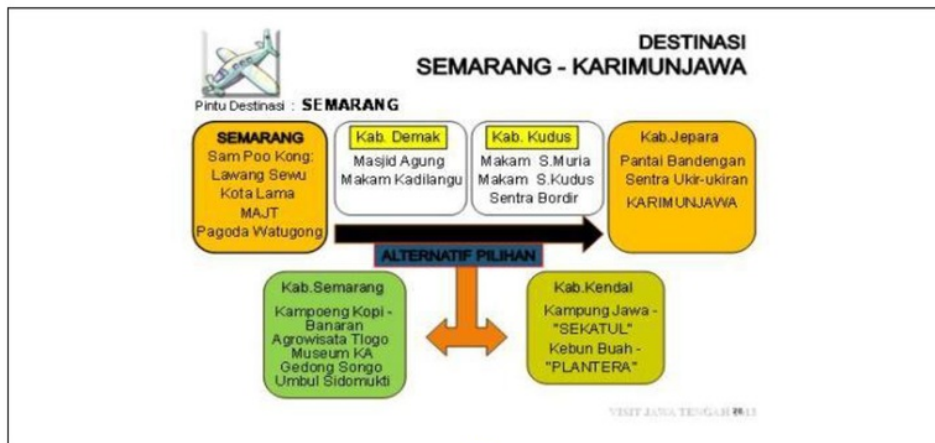 DESTINASI
SEMARANG - KARIMUNJAWA
Pintu Destinasi : SEMARANG
SEMARANG
Sam Poo Kong:
Lawang Sewu
Kota Lama
MAJT
Pagoda Watugong
Kab. Demak
Masjid Agung
Makam Kadilangu
Kab. Kudus
Makam S.Muria
Makam S.Kudus
Sentra Bordir
Kab.Jepara
Pantai Bandengan
Sentra Ukir-ukiran
KARIMUNJAWA
ALTERNATIF PILIHAN
Kab.Semarang
Kampoeng Kopi -
Banaran
Agrowisata Tlogo
Museum KA
Gedong Songo
Umbul Sidomukti
Kab.Kendal
Kampung Jawa -
"SEKATUL"
Kebun Buah -
"PLANTERA"
VISIT JAWA TENGAH